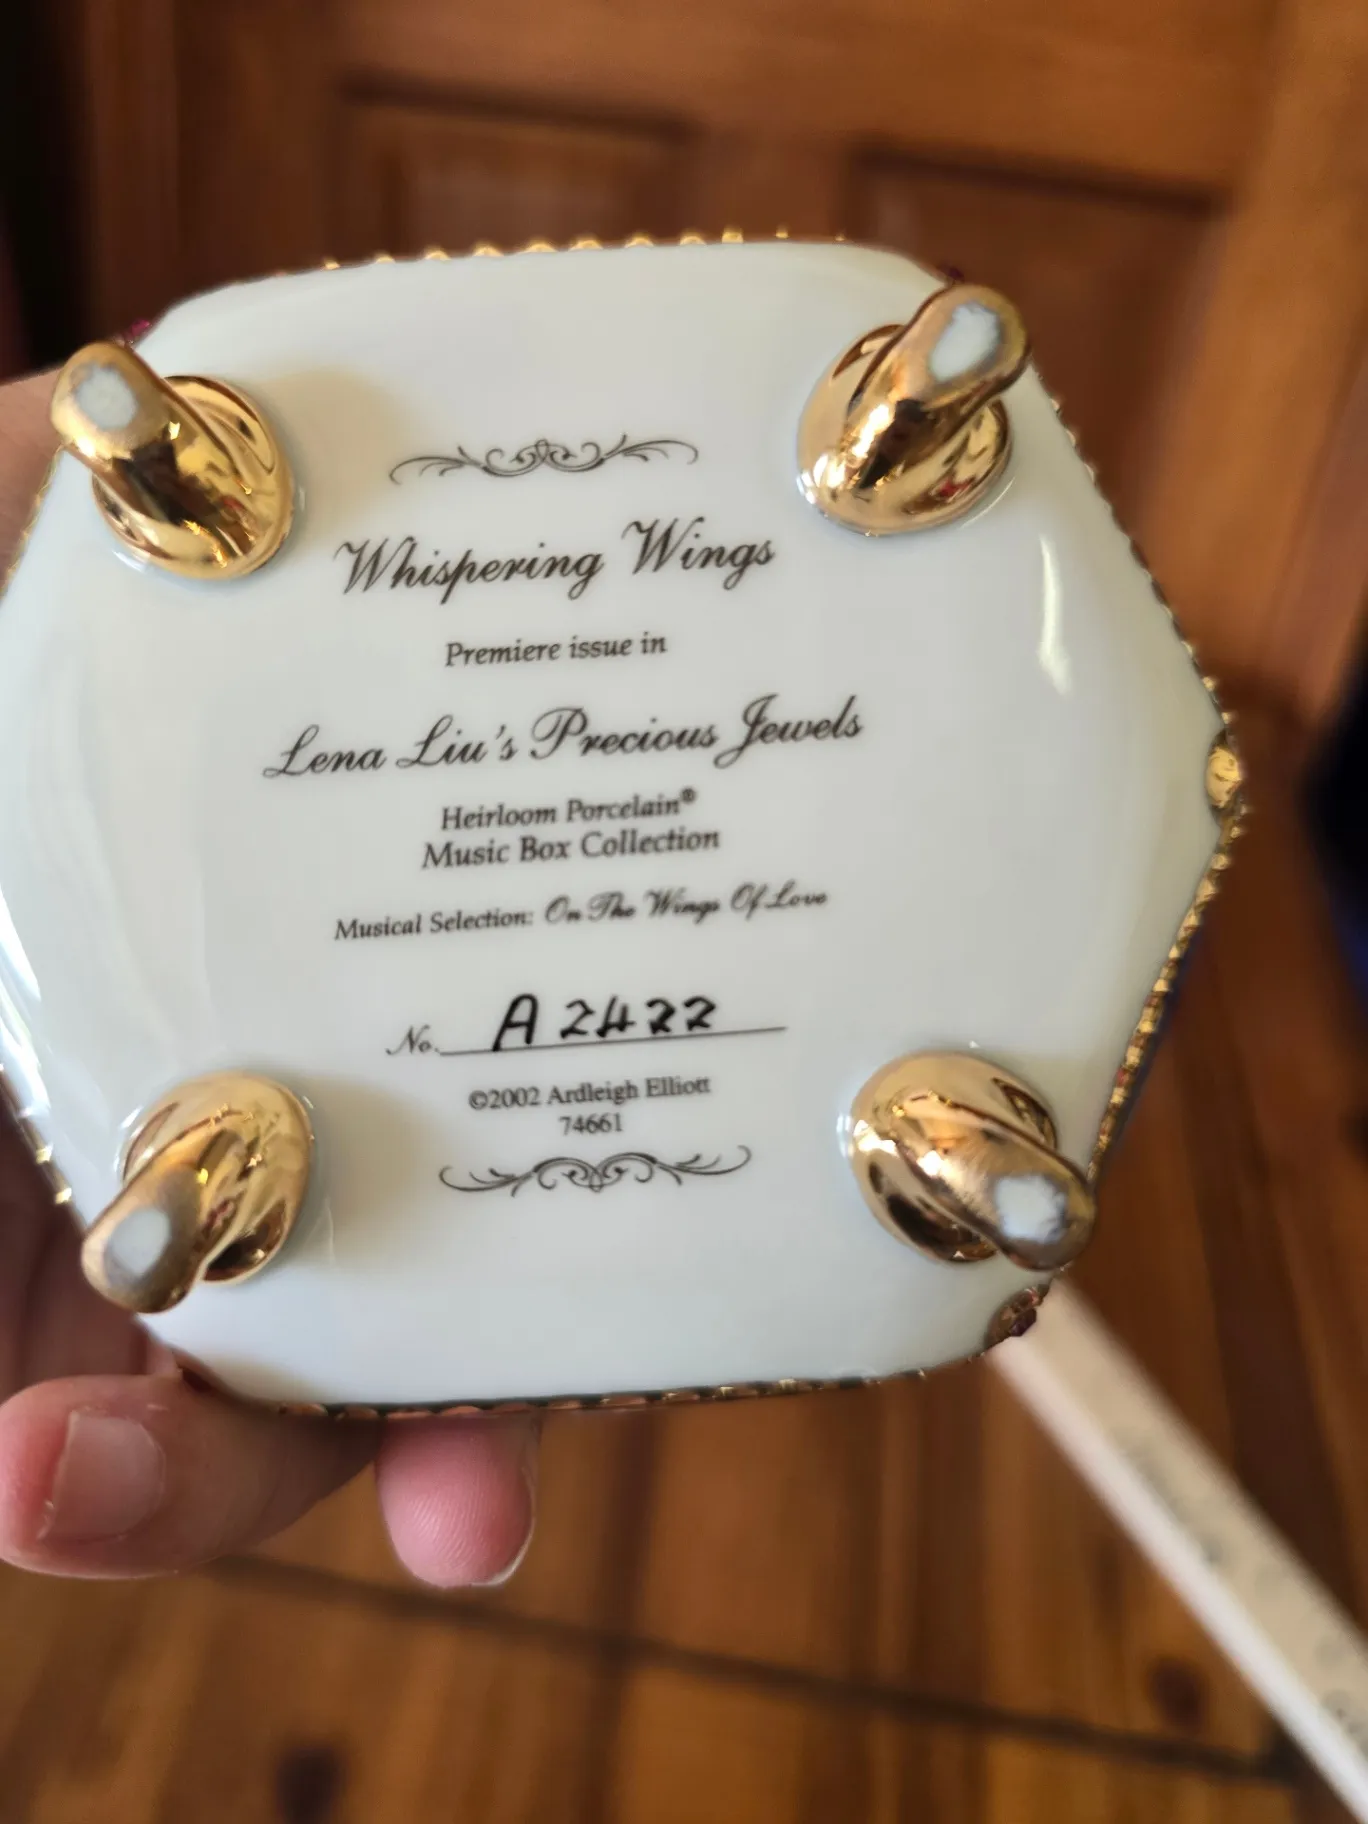 Whispering Wings
Premiere issue in
Lena Liu's Precious Jewels
Heirloom Porcelain®
Music Box Collection
Musical Selection: On The Wings Of Love
No. A 2422
©2002 Ardleigh Elliott
74661